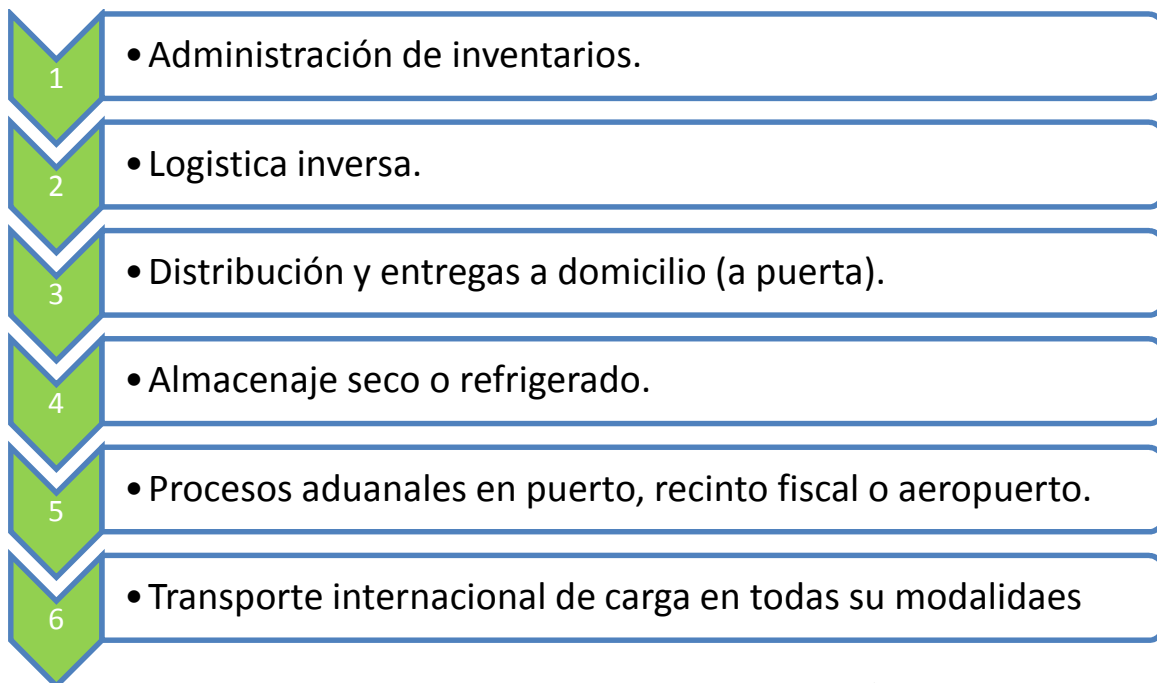 1
• Administración de inventarios.
2
• Logistica inversa.
3
• Distribución y entregas a domicilio (a puerta).
4
• Almacenaje seco o refrigerado.
5
• Procesos aduanales en puerto, recinto fiscal o aeropuerto.
6
• Transporte internacional de carga en todas su modalidaes